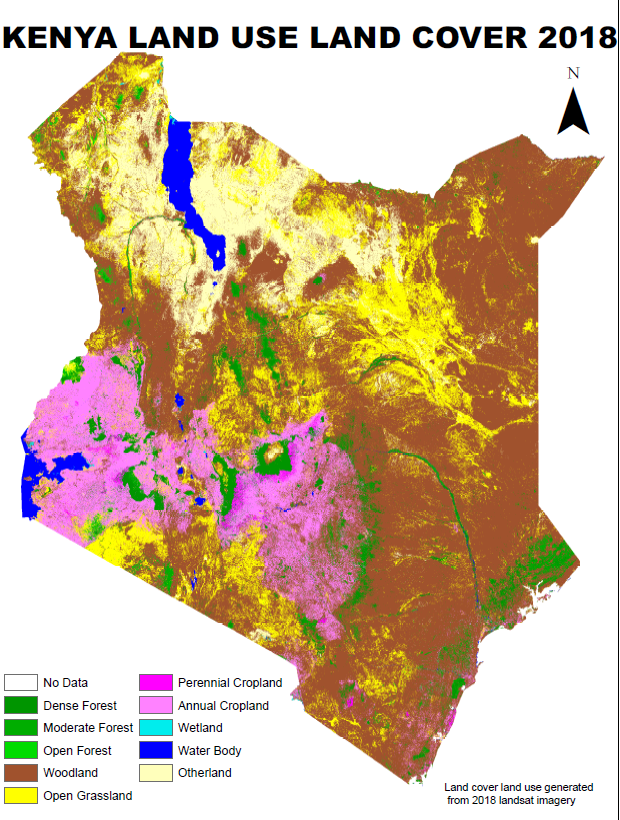 KENYA LAND USE LAND COVER 2018
N
No Data
Dense Forest
Moderate Forest
Open Forest
Woodland
Open Grassland
Perennial Cropland
Annual Cropland
Wetland
Water Body
Otherland
Land cover land use generated
from 2018 landsat imagery